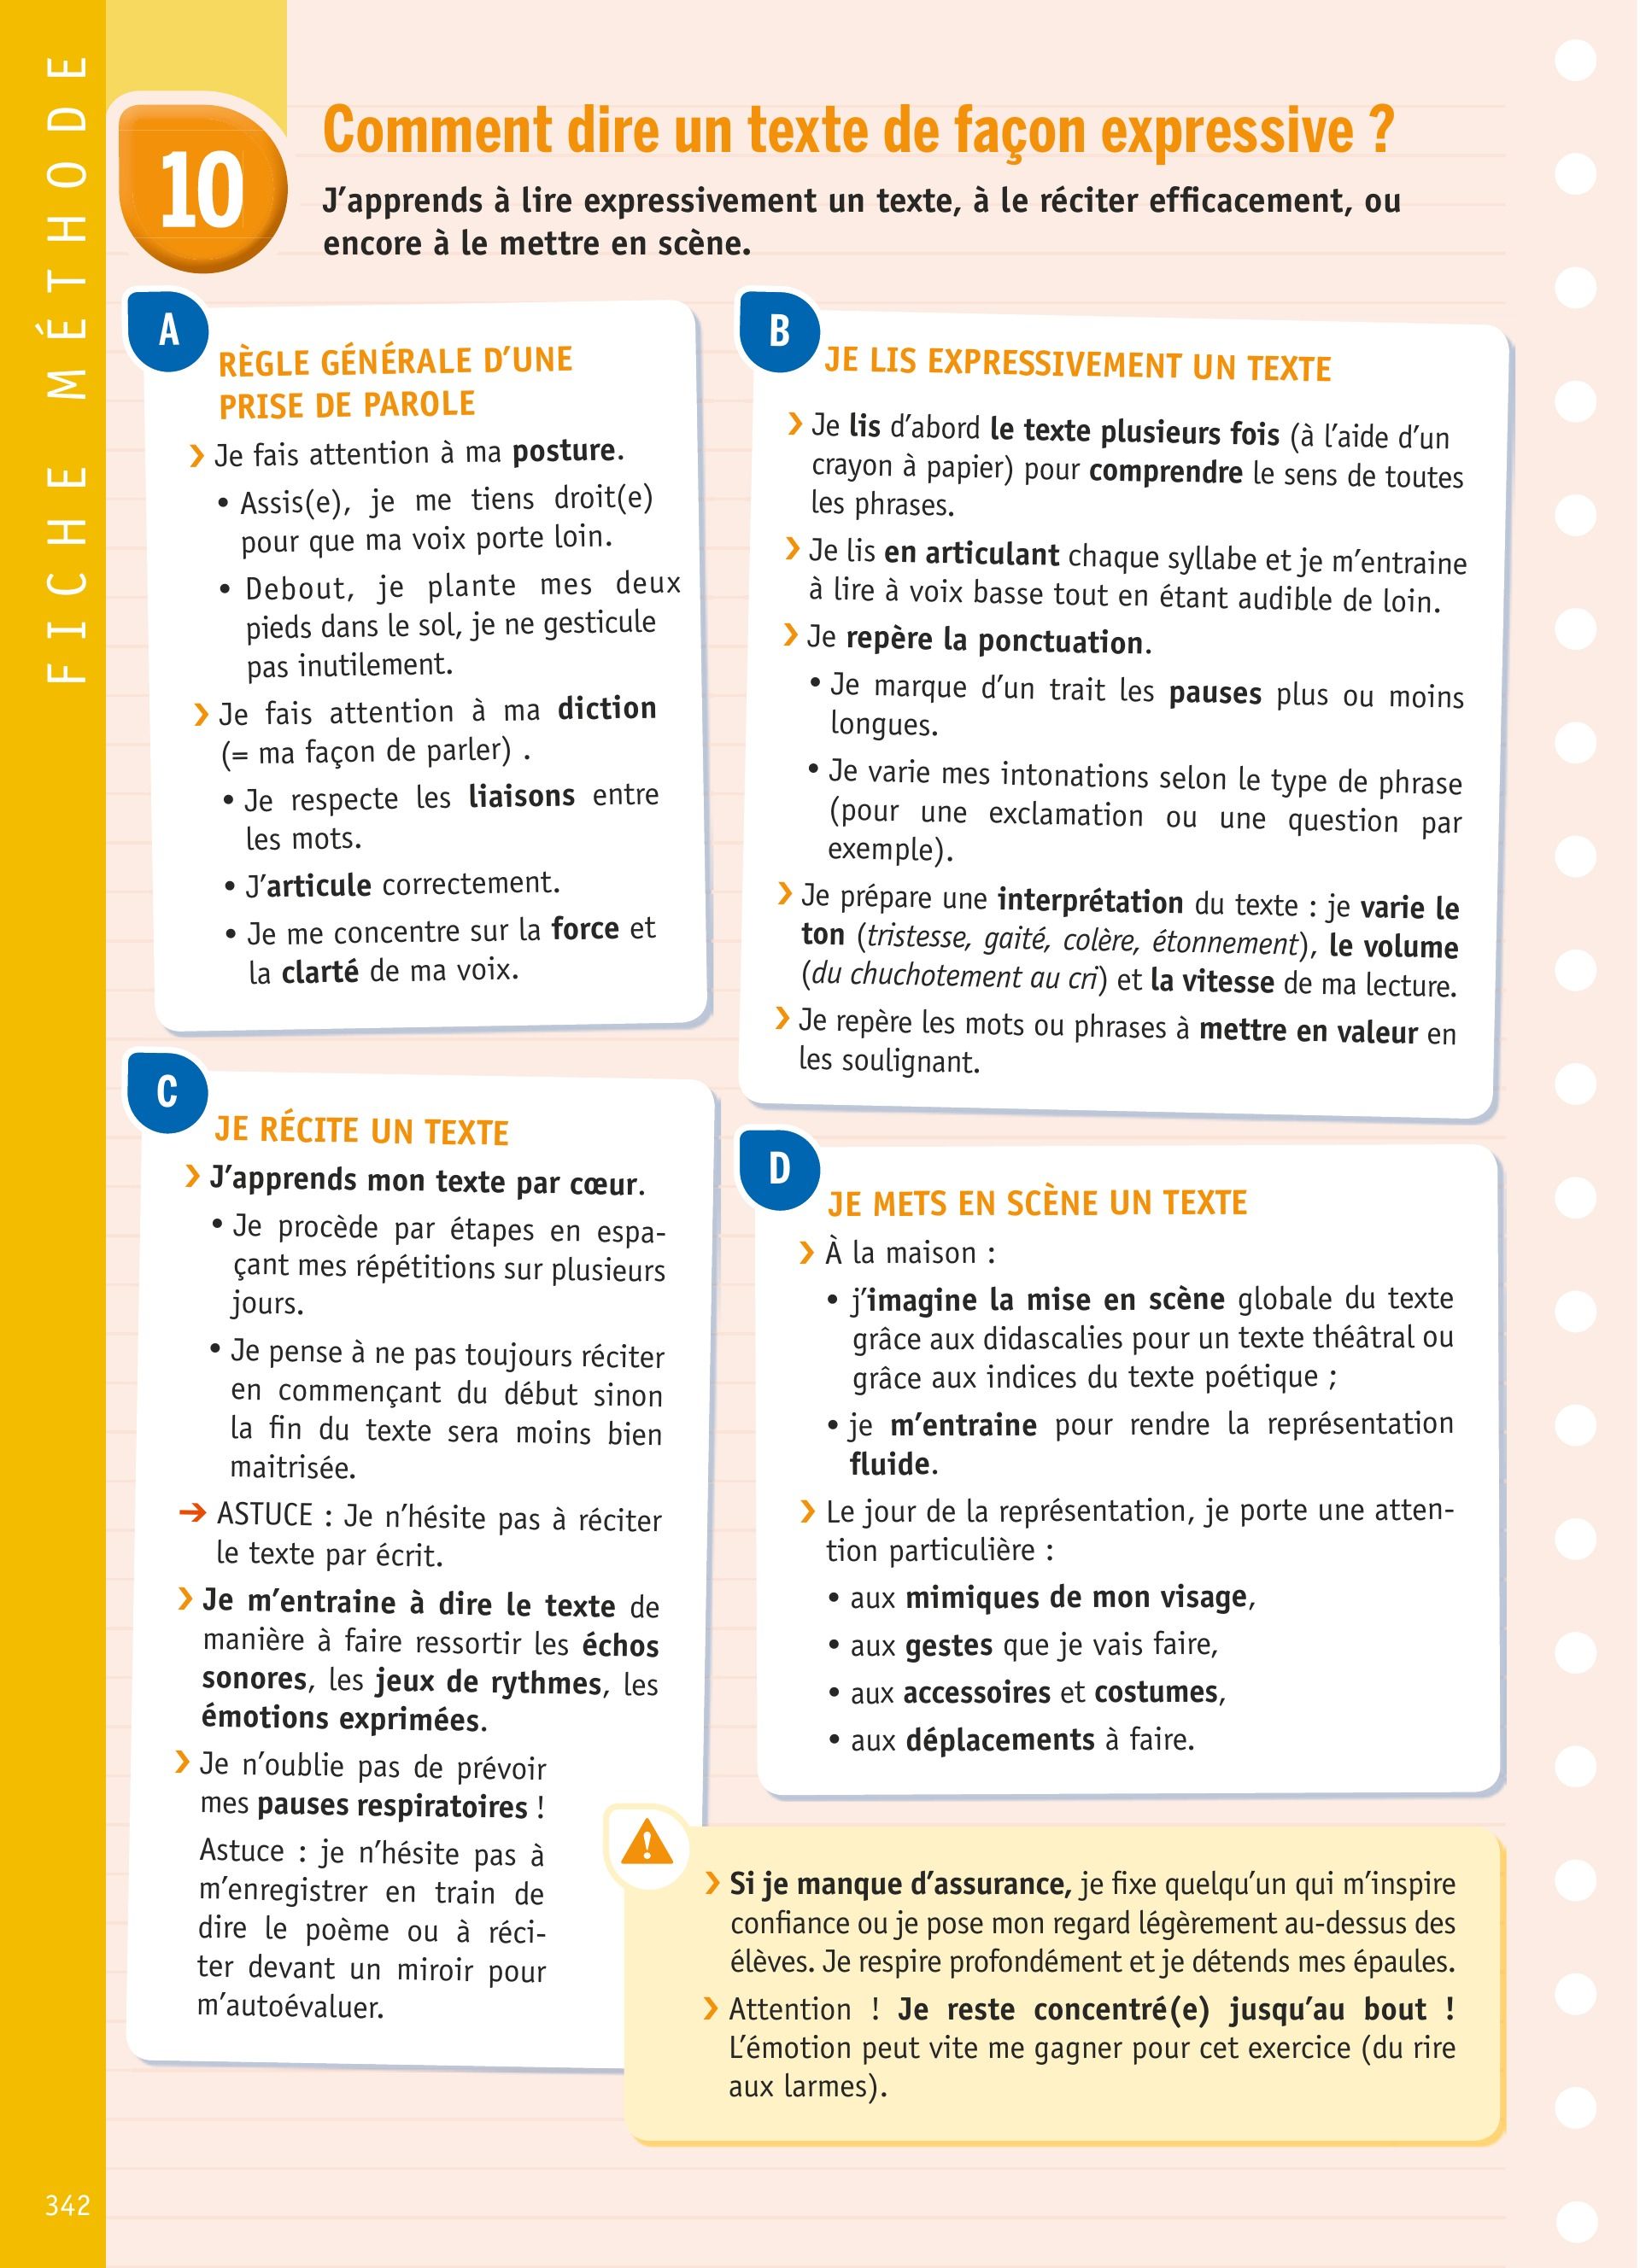 FICHE MÉTHODE
10
Comment dire un texte de façon expressive ?
J’apprends à lire expressivement un texte, à le réciter efficacement, ou
encore à le mettre en scène.
A
RÈGLE GÉNÉRALE D’UNE
PRISE DE PAROLE
› Je fais attention à ma posture.
• Assis(e), je me tiens droit(e)
pour que ma voix porte loin.
• Debout, je plante mes deux
pieds dans le sol, je ne gesticule
pas inutilement.
› Je fais attention à ma diction
(= ma façon de parler) .
• Je respecte les liaisons entre
les mots.
• J’articule correctement.
• Je me concentre sur la force et
la clarté de ma voix.
B
JE LIS EXPRESSIVEMENT UN TEXTE
› Je lis d’abord le texte plusieurs fois (à l’aide d’un
crayon à papier) pour comprendre le sens de toutes
les phrases.
› Je lis en articulant chaque syllabe et je m’entraine
à lire à voix basse tout en étant audible de loin.
› Je repère la ponctuation.
• Je marque d’un trait les pauses plus ou moins
longues.
• Je varie mes intonations selon le type de phrase
(pour une exclamation ou une question par
exemple).
› Je prépare une interprétation du texte : je varie le
ton (tristesse, gaité, colère, étonnement), le volume
(du chuchotement au cri) et la vitesse de ma lecture.
› Je repère les mots ou phrases à mettre en valeur en
les soulignant.
C
JE RÉCITE UN TEXTE
› J’apprends mon texte par cœur.
• Je procède par étapes en espa-
çant mes répétitions sur plusieurs
jours.
• Je pense à ne pas toujours réciter
en commençant du début sinon
la fin du texte sera moins bien
maitrisée.
→ ASTUCE : Je n’hésite pas à réciter
le texte par écrit.
› Je m’entraine à dire le texte de
manière à faire ressortir les échos
sonores, les jeux de rythmes, les
émotions exprimées.
› Je n’oublie pas de prévoir
mes pauses respiratoires !
Astuce : je n’hésite pas à
m’enregistrer en train de
dire le poème ou à réci-
ter devant un miroir pour
m’autoévaluer.
D
JE METS EN SCÈNE UN TEXTE
› À la maison :
• j’imagine la mise en scène globale du texte
grâce aux didascalies pour un texte théâtral ou
grâce aux indices du texte poétique ;
• je m’entraine pour rendre la représentation
fluide.
› Le jour de la représentation, je porte une atten-
tion particulière :
• aux mimiques de mon visage,
• aux gestes que je vais faire,
• aux accessoires et costumes,
• aux déplacements à faire.
!
› Si je manque d’assurance, je fixe quelqu’un qui m’inspire
confiance ou je pose mon regard légèrement au-dessus des
élèves. Je respire profondément et je détends mes épaules.
› Attention ! Je reste concentré(e) jusqu’au bout !
L’émotion peut vite me gagner pour cet exercice (du rire
aux larmes).
342